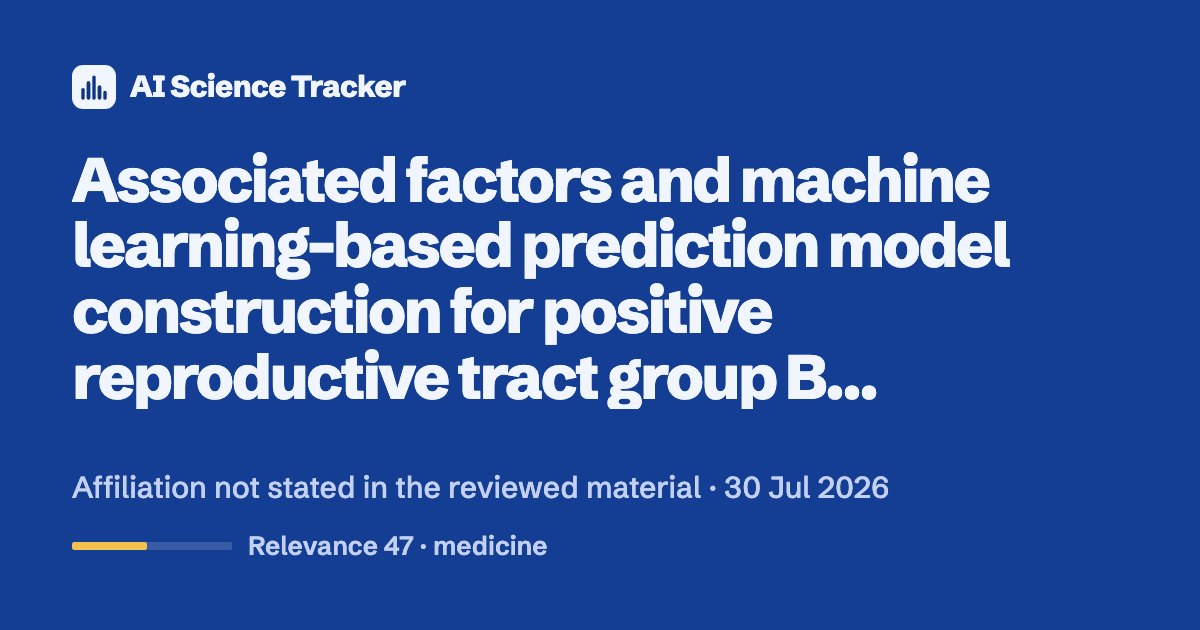 AI Science Tracker
Associated factors and machine
learning-based prediction model
construction for positive
reproductive tract group B...
Affiliation not stated in the reviewed material · 30 Jul 2026
Relevance 47 · medicine